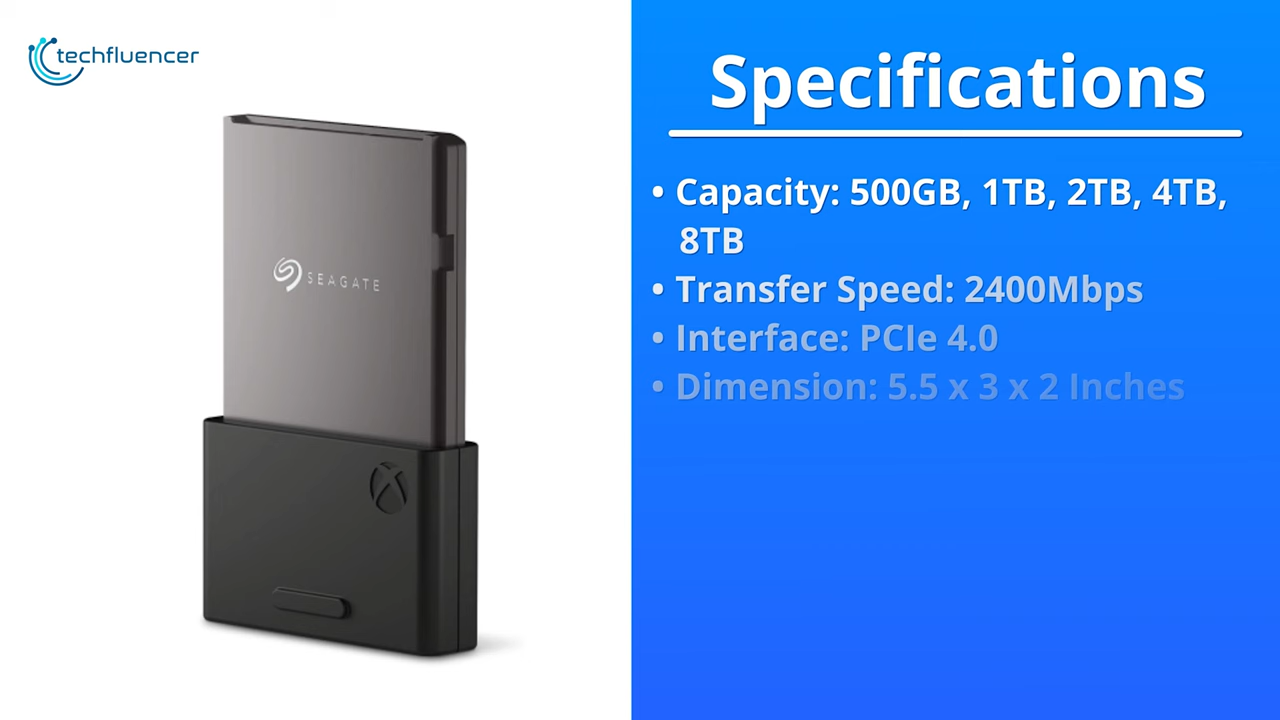 techfluencer
SEAGATE
Specifications
• Capacity: 500GB, 1TB, 2TB, 4TB,
8TB
• Transfer Speed: 2400Mbps
• Interface: PCIe 4.0
• Dimension: 5.5 x 3 x 2 Inches